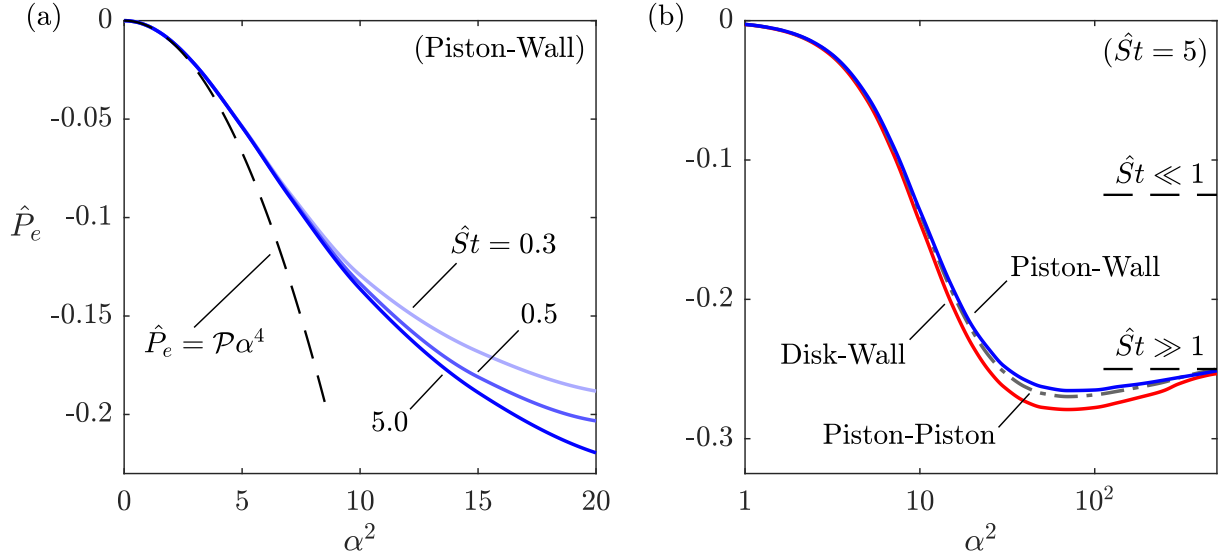 (a)
(Piston-Wall)
0
-0.05
-0.1
-0.15
-0.2
P̂ₑ
Ŝt = 0.3
0.5
5.0
P̂ₑ = 𝒫α⁴
0
5
10
15
20
α²
(b)
(Ŝt = 5)
0
-0.1
-0.2
-0.3
Ŝt ≪ 1
Piston-Wall
Ŝt ≫ 1
Disk-Wall
Piston-Piston
1
10
10²
α²